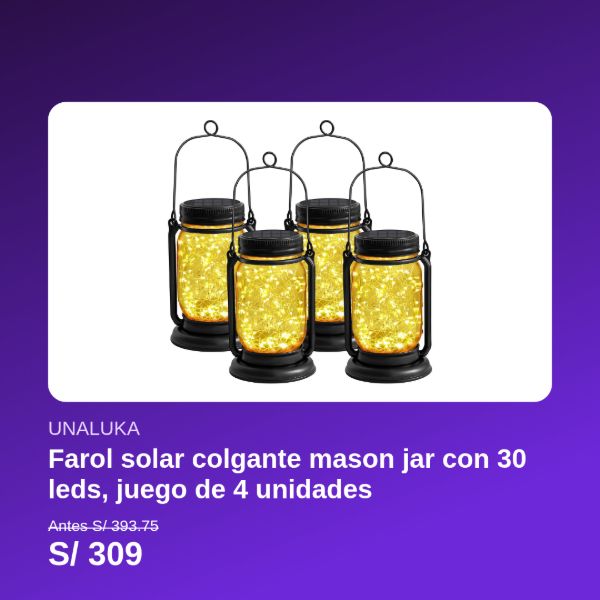 UNALUKA
Farol solar colgante mason jar con 30
leds, juego de 4 unidades
Antes S/ 393.75
S/ 309